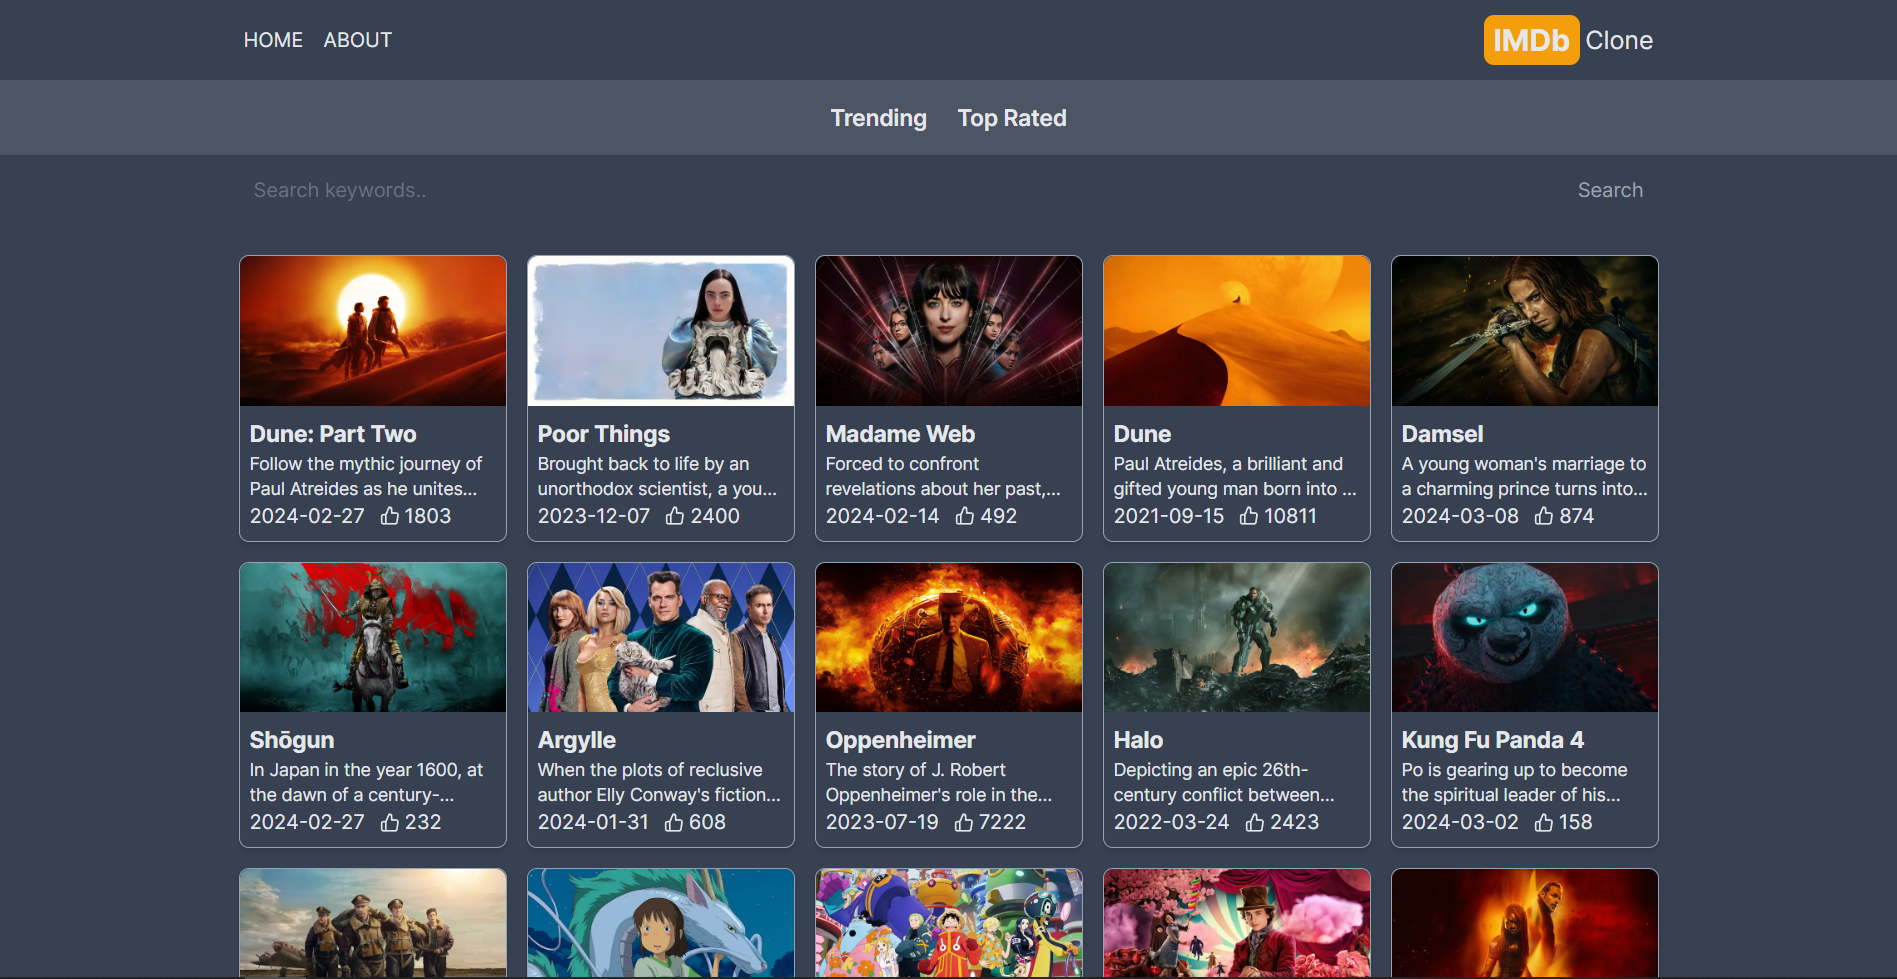 HOME ABOUT IMDb Clone
Trending Top Rated
Search keywords.. Search
Dune: Part Two
Follow the mythic journey of
Paul Atreides as he unites...
2024-02-27 1803
Poor Things
Brought back to life by an
unorthodox scientist, a you...
2023-12-07 2400
Madame Web
Forced to confront
revelations about her past,...
2024-02-14 492
Dune
Paul Atreides, a brilliant and
gifted young man born into ...
2021-09-15 10811
Damsel
A young woman's marriage to
a charming prince turns into...
2024-03-08 874
Shōgun
In Japan in the year 1600, at
the dawn of a century-...
2024-02-27 232
Argylle
When the plots of reclusive
author Elly Conway's fiction...
2024-01-31 608
Oppenheimer
The story of J. Robert
Oppenheimer's role in the...
2023-07-19 7222
Halo
Depicting an epic 26th-
century conflict between...
2022-03-24 2423
Kung Fu Panda 4
Po is gearing up to become
the spiritual leader of his...
2024-03-02 158